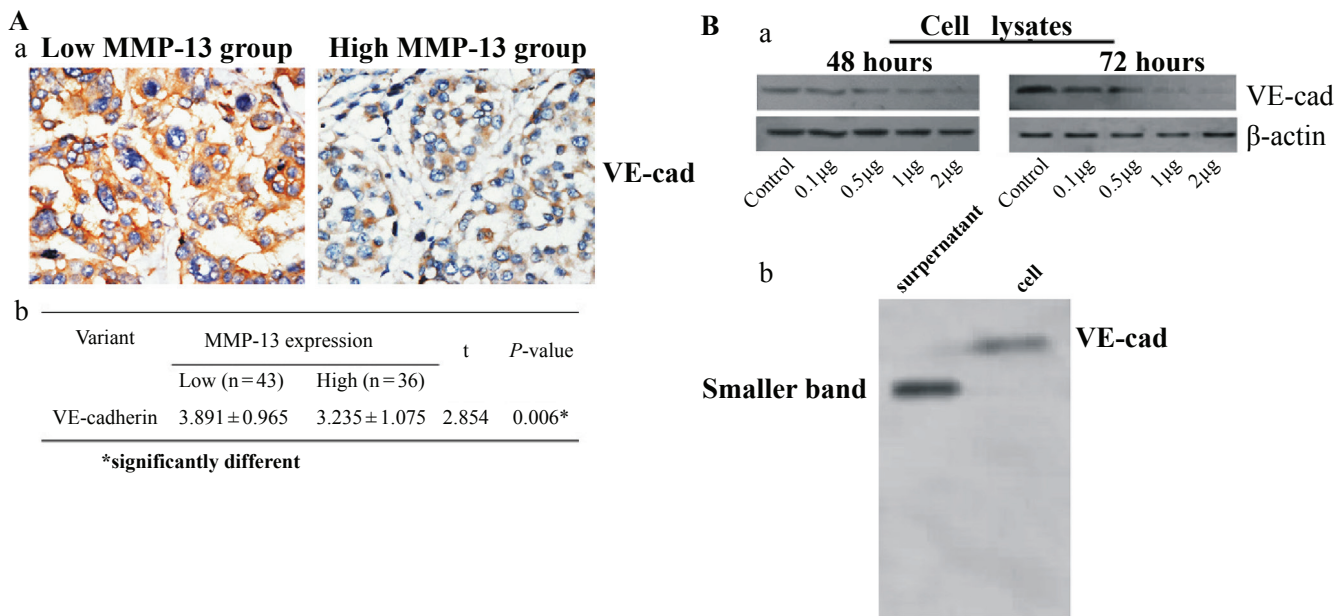 A
a Low MMP-13 group High MMP-13 group
VE-cad
b
Variant MMP-13 expression t P-value
Low (n=43) High (n=36)
VE-cadherin 3.891±0.965 3.235±1.075 2.854 0.006*
*significantly different
B
a Cell lysates
48 hours 72 hours
VE-cad
β-actin
Control 0.1μg 0.5μg 1μg 2μg Control 0.1μg 0.5μg 1μg 2μg
b surpernatant cell
VE-cad
Smaller band